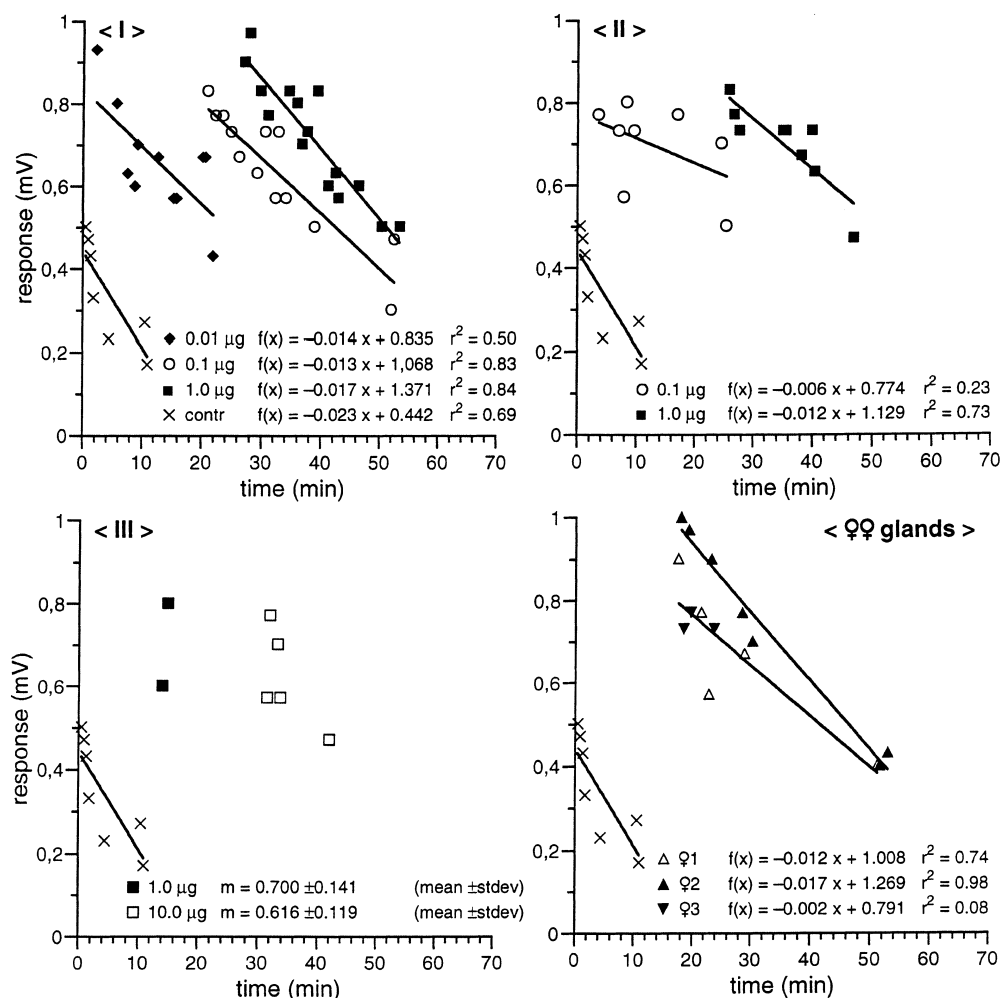 < I >
response (mV)
1
0,8
0,6
0,4
0,2
0
0 10 20 30 40 50 60 70
time (min)
0.01 µg f(x) = −0.014 x + 0.835 r² = 0.50
0.1 µg f(x) = −0.013 x + 1,068 r² = 0.83
1.0 µg f(x) = −0.017 x + 1.371 r² = 0.84
contr f(x) = −0.023 x + 0.442 r² = 0.69
< II >
1
0,8
0,6
0,4
0,2
0
0 10 20 30 40 50 60 70
time (min)
0.1 µg f(x) = −0.006 x + 0.774 r² = 0.23
1.0 µg f(x) = −0.012 x + 1.129 r² = 0.73
< III >
response (mV)
1
0,8
0,6
0,4
0,2
0
0 10 20 30 40 50 60 70
time (min)
1.0 µg m = 0.700 ±0.141 (mean ±stdev)
10.0 µg m = 0.616 ±0.119 (mean ±stdev)
< ♀♀ glands >
1
0,8
0,6
0,4
0,2
0
0 10 20 30 40 50 60 70
time (min)
♀1 f(x) = −0.012 x + 1.008 r² = 0.74
♀2 f(x) = −0.017 x + 1.269 r² = 0.98
♀3 f(x) = −0.002 x + 0.791 r² = 0.08